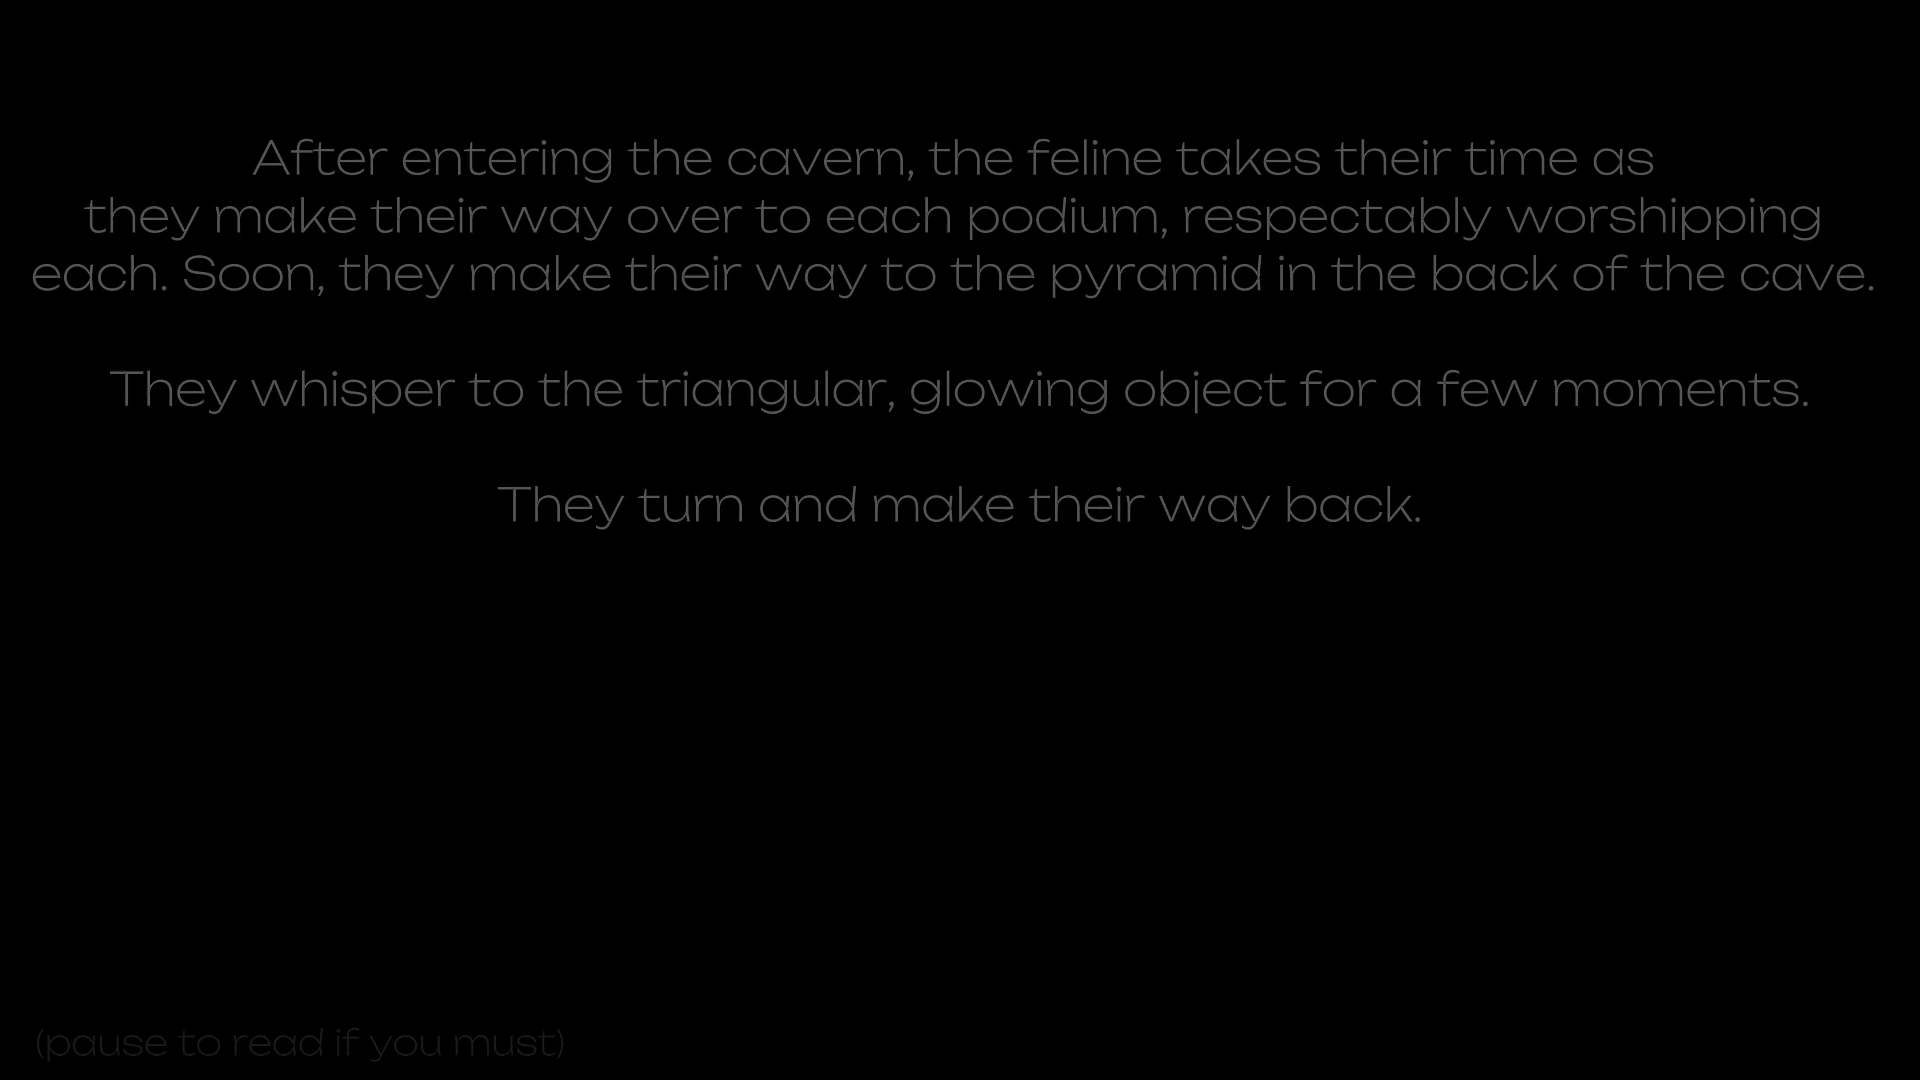 After entering the cavern, the feline takes their time as
they make their way over to each podium, respectably worshipping
each. Soon, they make their way to the pyramid in the back of the cave.
They whisper to the triangular, glowing object for a few moments.
They turn and make their way back.
(pause to read if you must)